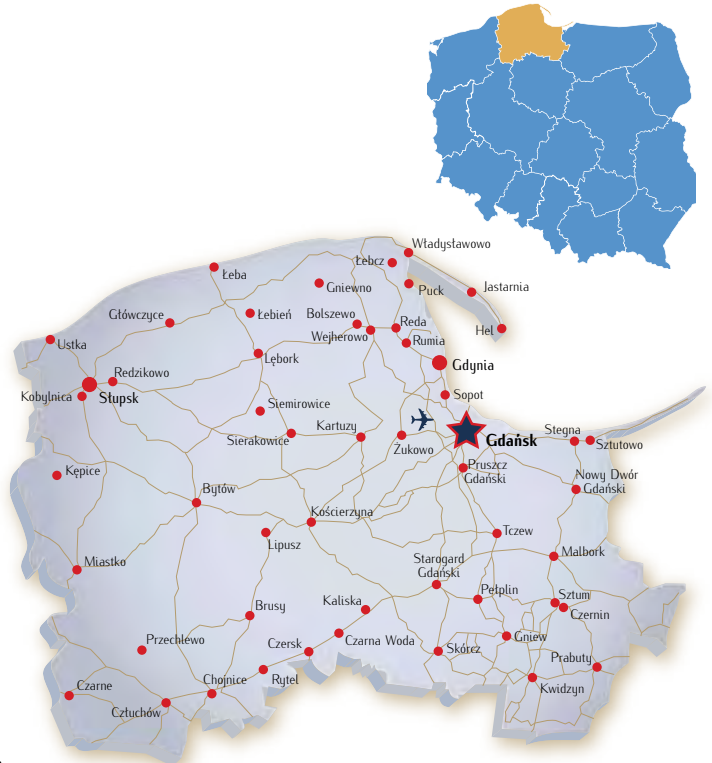 Władysławowo
Łebcz
Łeba
Gniewno
Puck
Jastarnia
Główczyce
Łebień
Bolszewo
Reda
Hel
Wejherowo
Rumia
Ustka
Lębork
Gdynia
Redzikowo
Kobylnica
Słupsk
Sopot
Siemirowice
Kartuzy
Sierakowice
Gdańsk
Stegna
Sztutowo
Żukowo
Kępice
Pruszcz
Gdański
Nowy Dwór
Gdański
Bytów
Kościerzyna
Lipusz
Tczew
Malbork
Miastko
Starogard
Gdański
Pełplin
Sztum
Kaliska
Brusy
Czernin
Przechlewo
Czersk
Czarna Woda
Skórcz
Gniew
Prabuty
Czarne
Chojnice
Rytel
Kwidzyn
Człuchów